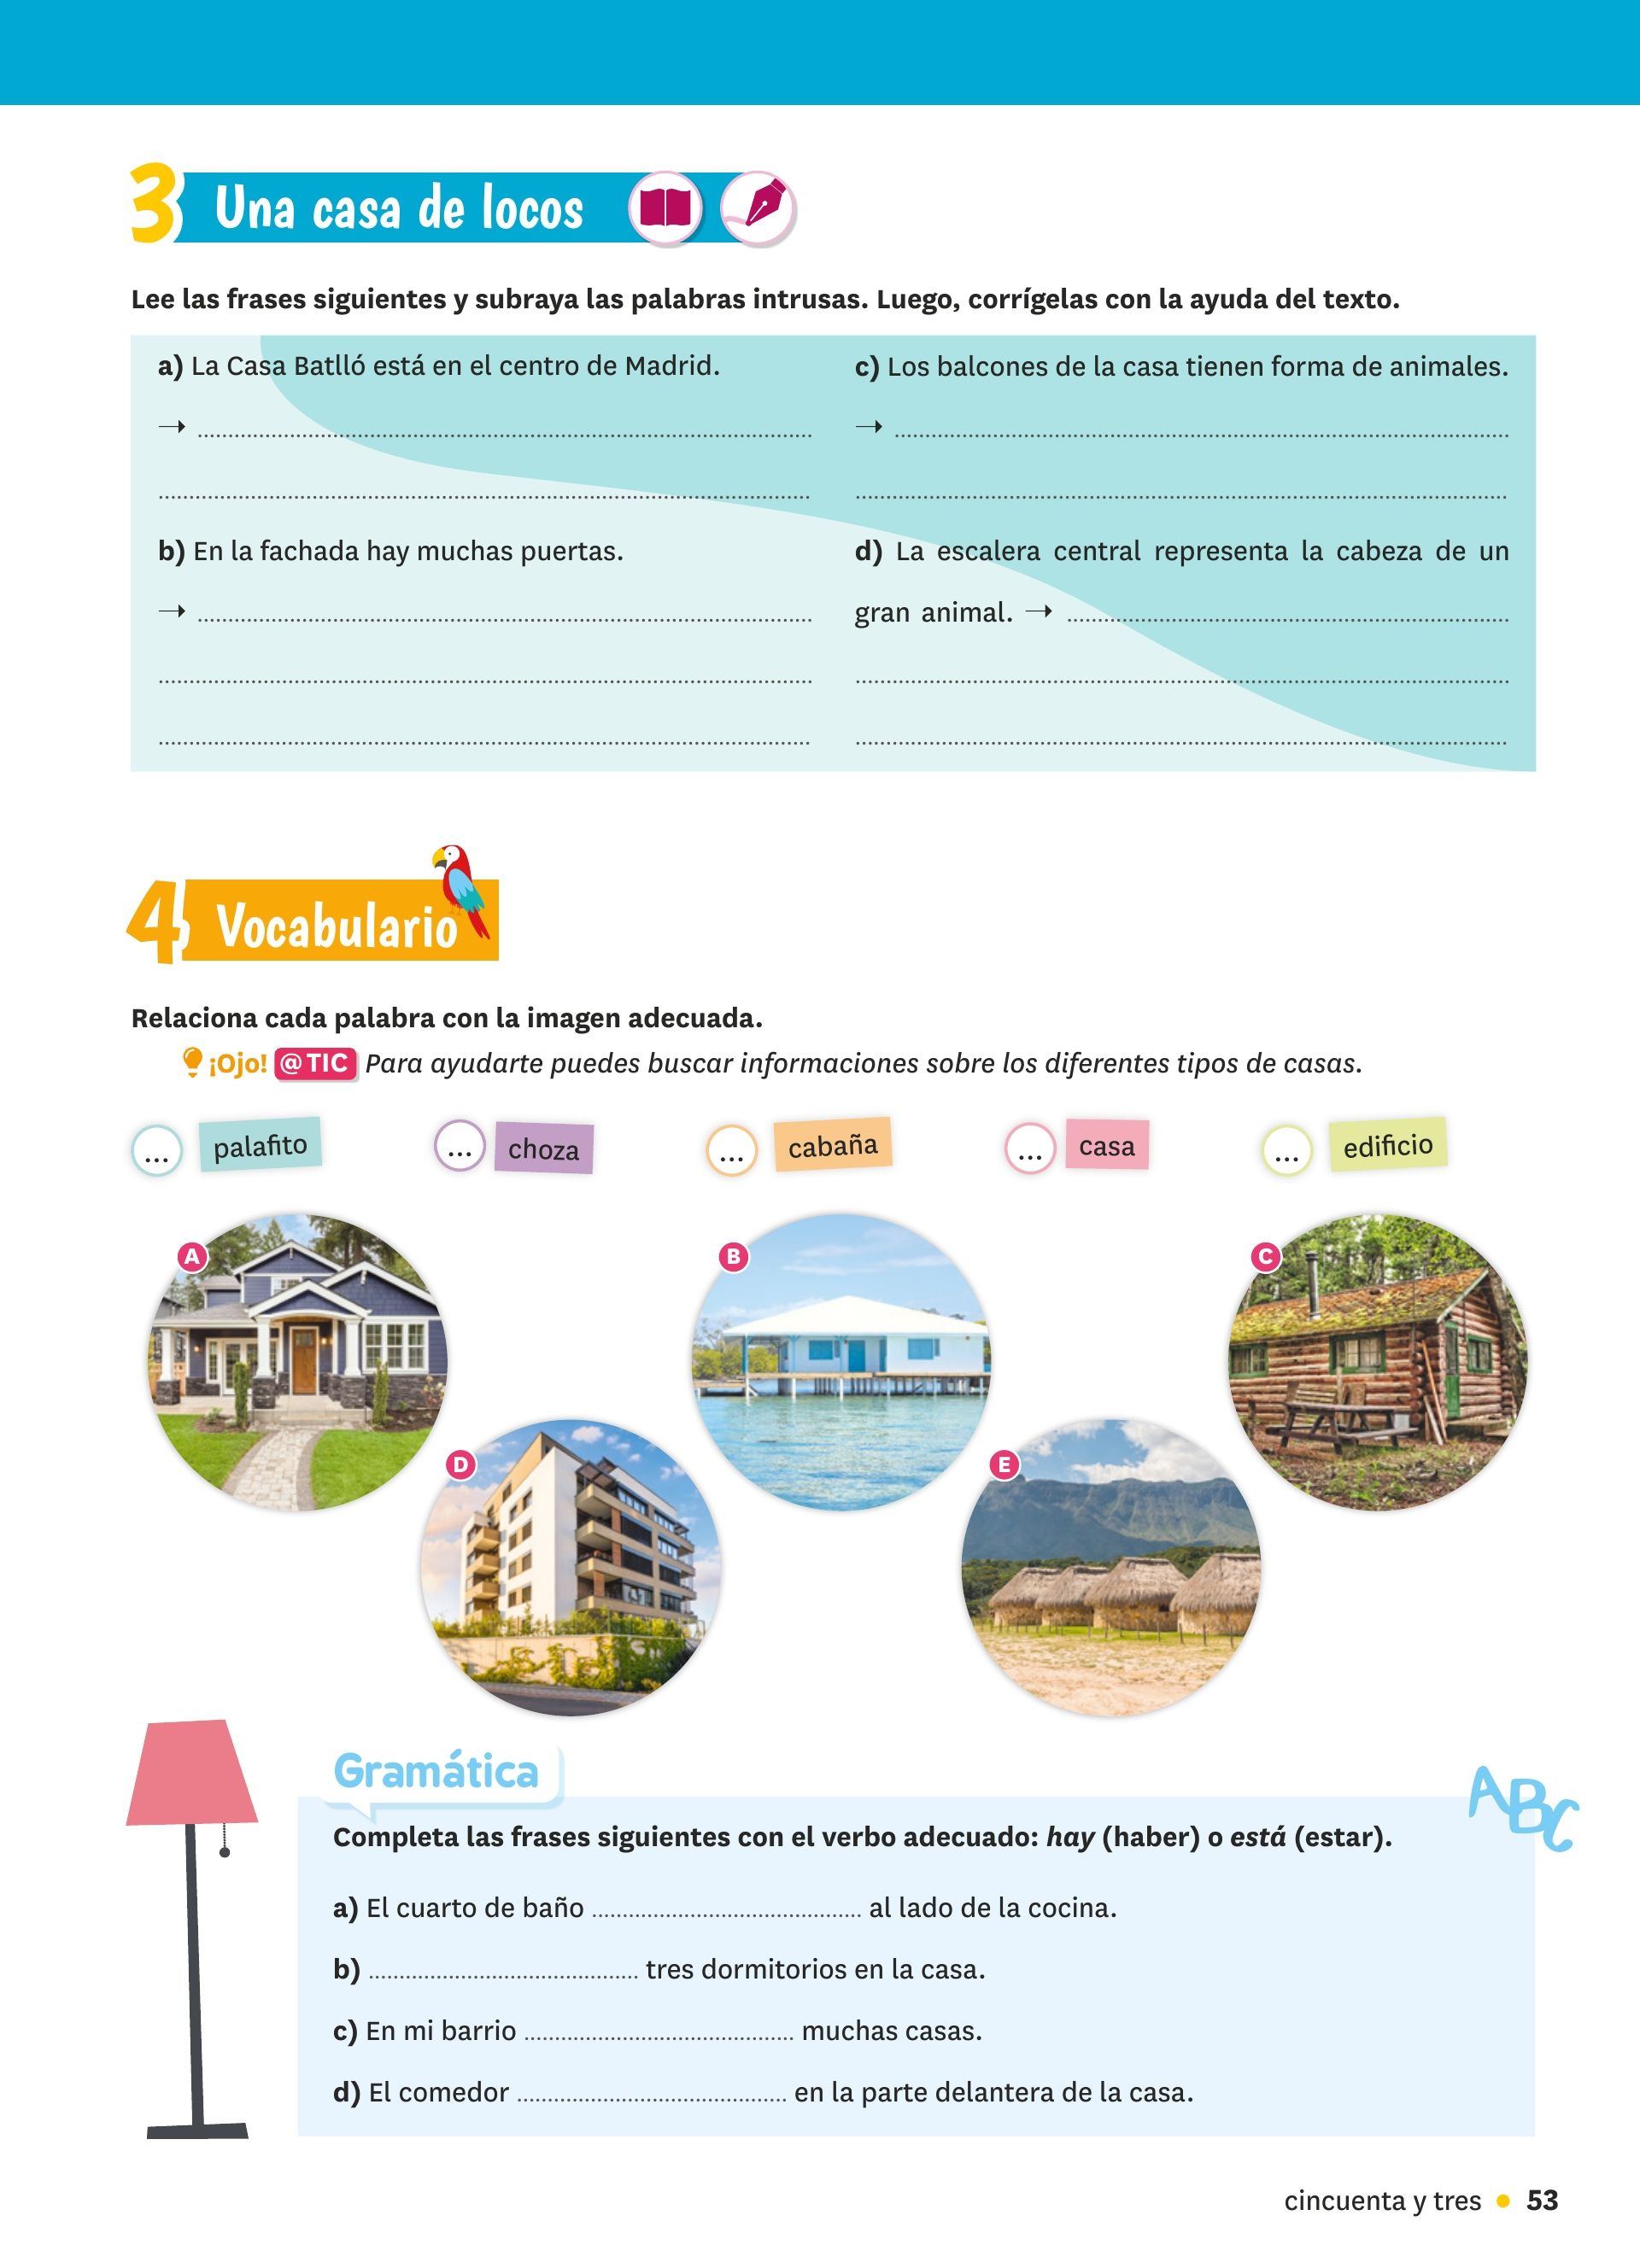 3 Una casa de locos
Lee las frases siguientes y subraya las palabras intrusas. Luego, corrígelas con la ayuda del texto.
a) La Casa Batlló está en el centro de Madrid.
→ ........................................
........................................
b) En la fachada hay muchas puertas.
→ ........................................
........................................
........................................
c) Los balcones de la casa tienen forma de animales.
→ ........................................
........................................
d) La escalera central representa la cabeza de un
gran animal. → ........................................
........................................
........................................
4 Vocabulario
Relaciona cada palabra con la imagen adecuada.
¡Ojo! @TIC Para ayudarte puedes buscar informaciones sobre los diferentes tipos de casas.
... palafito ... choza ... cabaña ... casa ... edificio
A B C
D E
Gramática
ABC
Completa las frases siguientes con el verbo adecuado: hay (haber) o está (estar).
a) El cuarto de baño ........................................ al lado de la cocina.
b) ........................................ tres dormitorios en la casa.
c) En mi barrio ........................................ muchas casas.
d) El comedor ........................................ en la parte delantera de la casa.
cincuenta y tres • 53